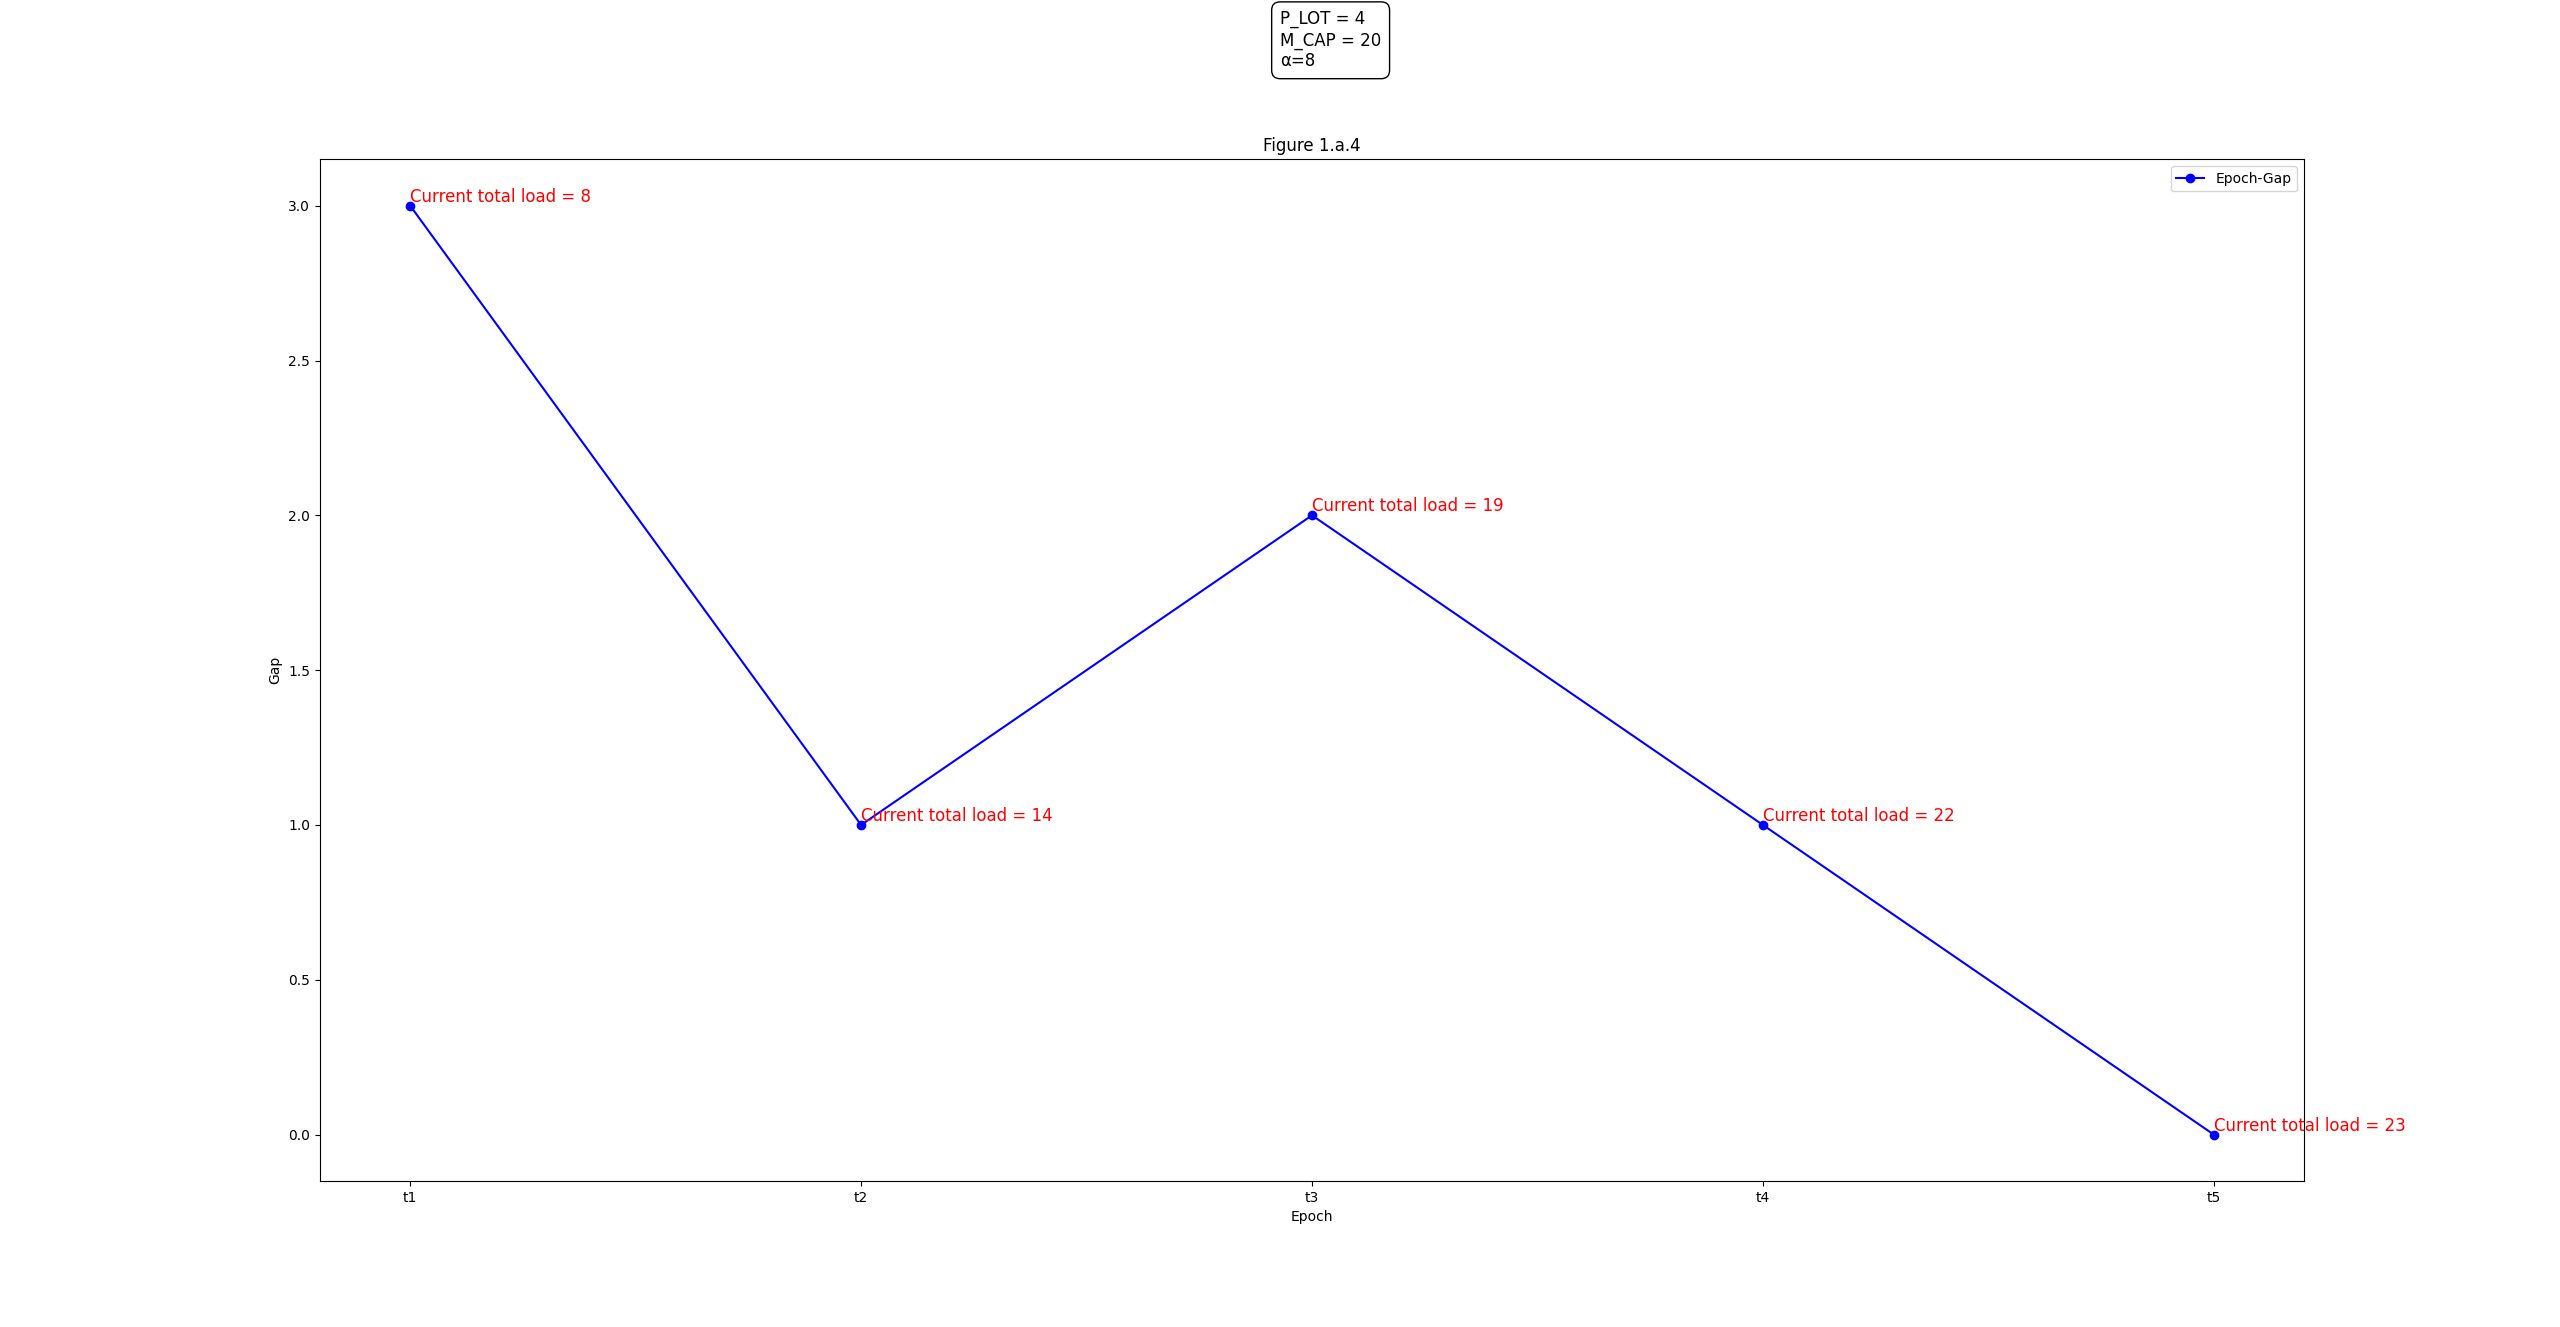 P_LOT = 4
M_CAP = 20
α=8
Figure 1.a.4
Epoch-Gap
Current total load = 8
3.0
2.5
Current total load = 19
2.0
1.5
Gap
Current total load = 14
Current total load = 22
1.0
0.5
Current total load = 23
0.0
t1 t2 t3 t4 t5
Epoch